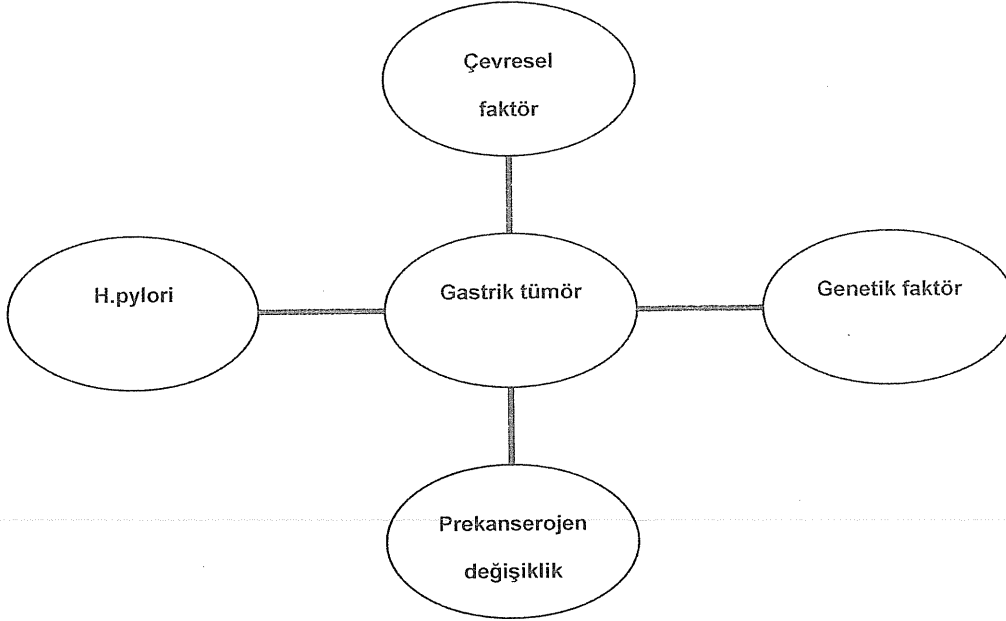 Çevresel
faktör
H.pylori
Gastrik tümör
Genetik faktör
Prekanserojen
değişiklik